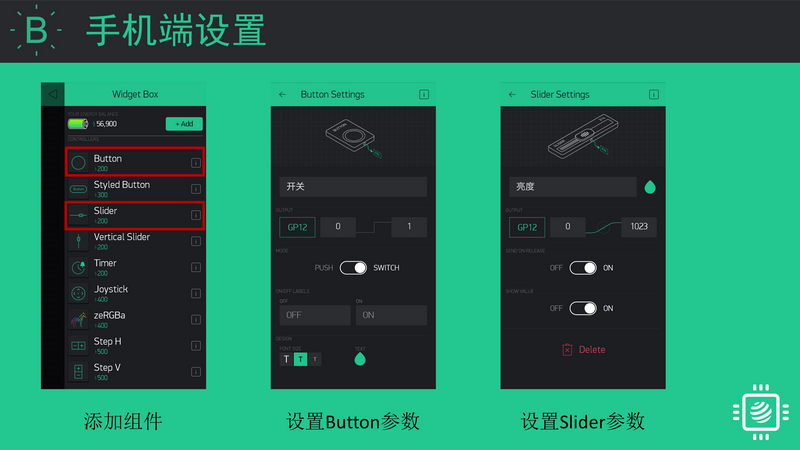 B 手机端设置
Widget Box
YOUR ENERGY BALANCE
56,900
+ Add
CONTROLLERS
Button
200
Styled Button
300
Slider
200
Vertical Slider
200
Timer
200
Joystick
400
zeRGBa
400
Step H
500
Step V
500
添加组件
Button Settings
开关
OUTPUT
GP12 0 1
MODE
PUSH SWITCH
ON/OFF LABELS
OFF ON
OFF ON
DESIGN
FONT SIZE TEXT
T T T
设置Button参数
Slider Settings
亮度
OUTPUT
GP12 0 1023
SEND ON RELEASE
OFF ON
SHOW VALUE
OFF ON
Delete
设置Slider参数